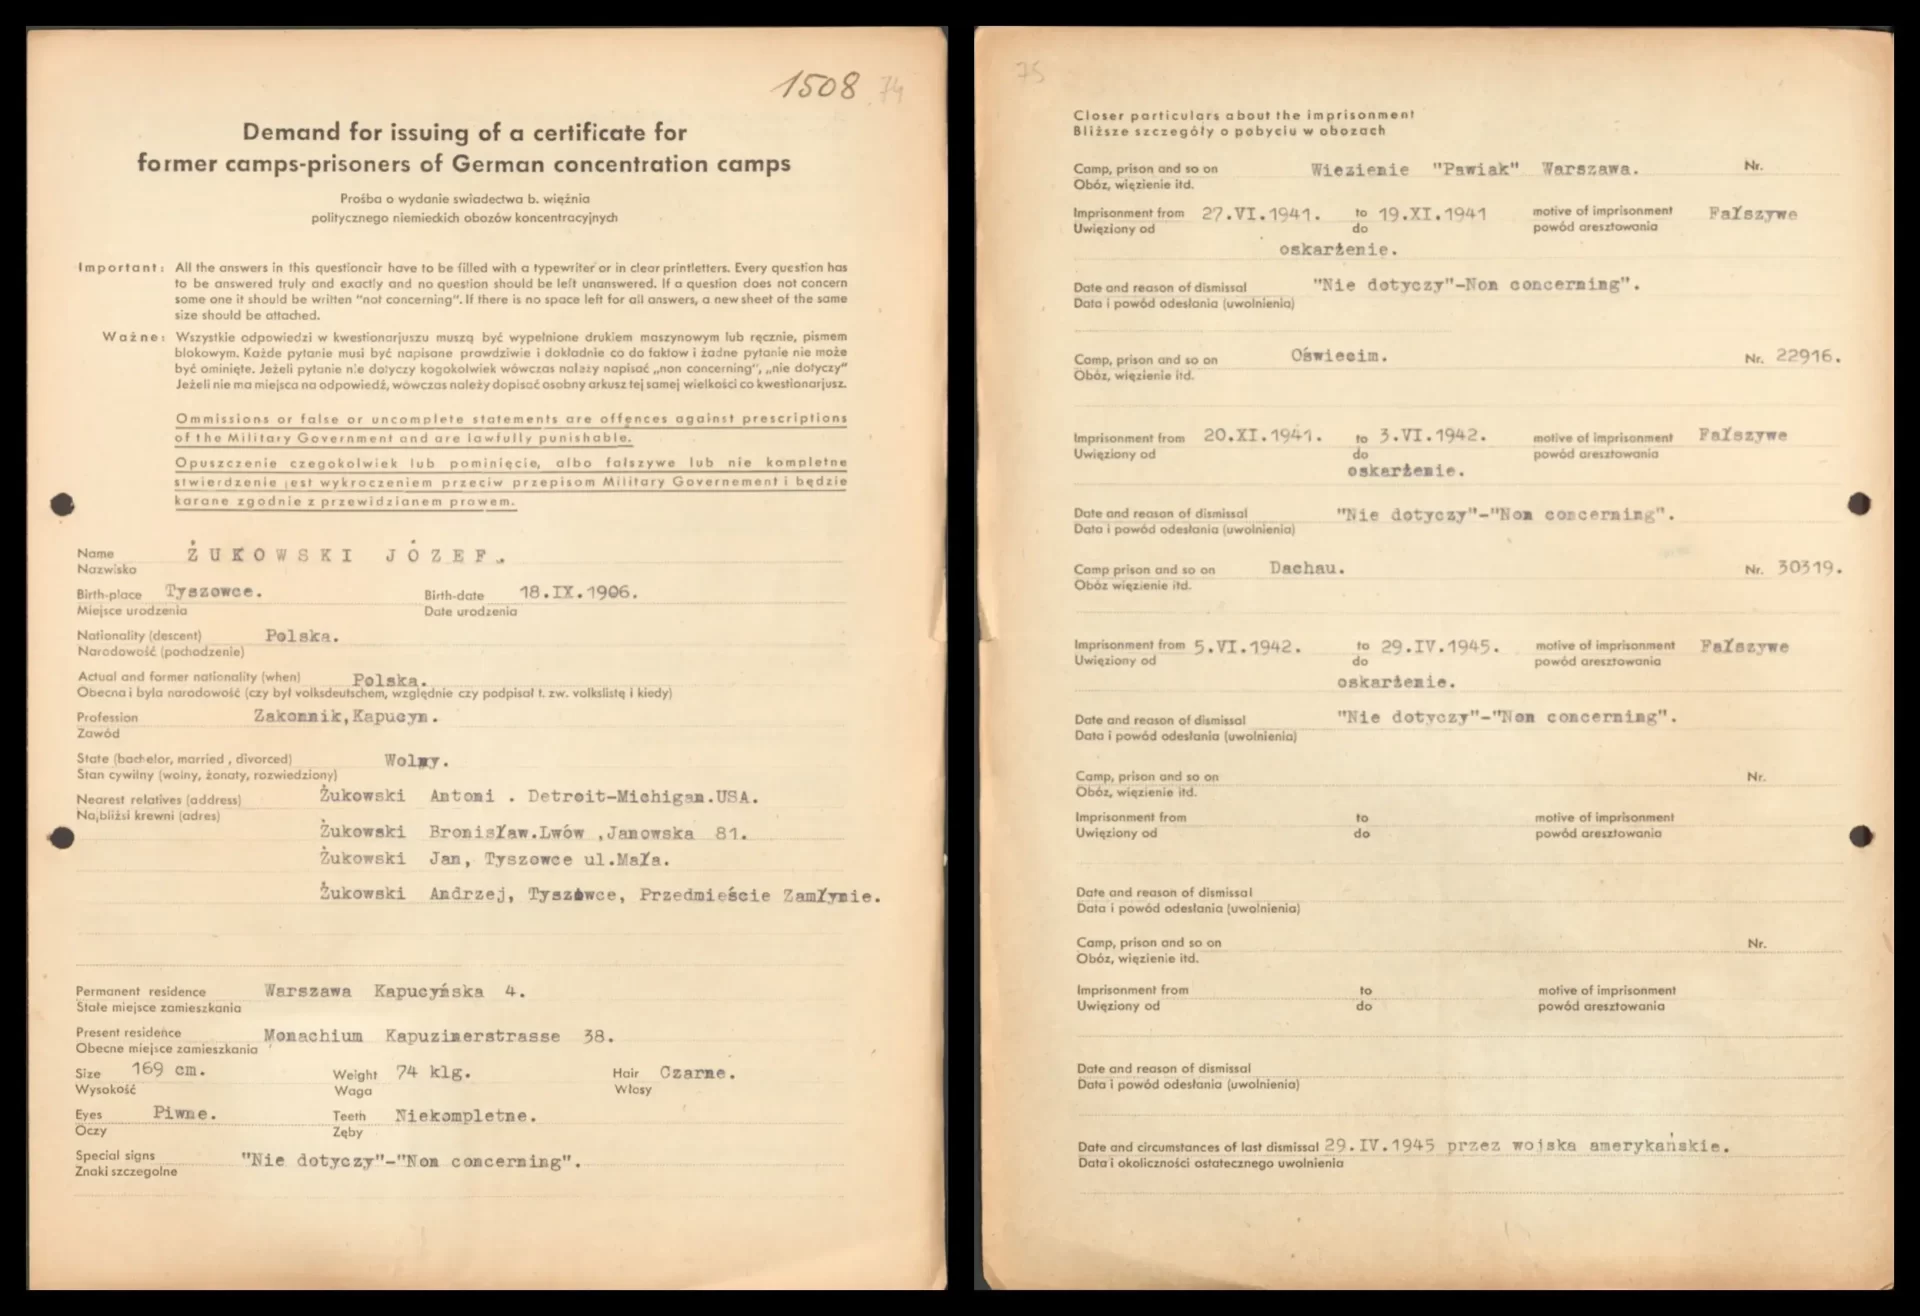 1508 74
Demand for issuing of a certificate for
former camps-prisoners of German concentration camps
Prośba o wydanie swiadectwa b. więźnia
politycznego niemieckich obozów koncentracyjnych
Important: All the answers in this questionair have to be filled with a typewriter or in clear printletters. Every question has
to be answered truly and exactly and no question should be left unanswered. If a question does not concern
some one it should be written "not concerning". If there is no space left for all answers, a new sheet of the same
size should be attached.
Ważne: Wszystkie odpowiedzi w kwestionarjuszu muszą być wypełnione drukiem maszynowym lub ręcznie, pismem
blokowym. Każde pytanie musi być napisane prawdziwie i dokładnie co do faktow i żadne pytanie nie może
być ominięte. Jeżeli pytanie nie dotyczy kogokolwiek wówczas należy napisać „non concerning", „nie dotyczy"
Jeżeli nie ma miejsca na odpowiedź, wówczas należy dopisać osobny arkusz tej samej wielkości co kwestionarjusz.
Ommissions or false or uncomplete statements are offences against prescriptions
of the Military Government and are lawfully punishable.
Opuszczenie czegokolwiek lub pominięcie, albo fałszywe lub nie kompletne
stwierdzenie jest wykroczeniem przeciw przepisom Military Governement i będzie
karane zgodnie z przewidzianem prawem.
Name ŻUKOWSKI JÓZEF.
Nazwisko
Birth-place Tyszowce. Birth-date 18.IX.1906.
Miejsce urodzenia Date urodzenia
Nationality (descent) Polska.
Narodowość (pochodzenie)
Actual and former nationality (when) Polska.
Obecna i byla narodowość (czy był volksdeutschem, względnie czy podpisał t. zw. volkslistę i kiedy)
Profession Zakonnik,Kapucyn.
Zawód
State (bachelor, married , divorced) Wolny.
Stan cywilny (wolny, żonaty, rozwiedziony)
Nearest relatives (address) Żukowski Antoni . Detroit-Michigan.USA.
Najbliżsi krewni (adres)
Żukowski Bronisław.Lwów ,Janowska 81.
Żukowski Jan, Tyszowce ul.Mała.
Żukowski Andrzej, Tyszowce, Przedmieście Zamłynie.
Permanent residence Warszawa Kapucyńska 4.
Stałe miejsce zamieszkania
Present residence Monachium Kapuzinerstrasse 38.
Obecne miejsce zamieszkania
Size 169 cm. Weight 74 klg. Hair Czarne.
Wysokość Waga Włosy
Eyes Piwne. Teeth Niekompletne.
Oczy Zęby
Special signs "Nie dotyczy"-"Non concerning".
Znaki szczegolne
75
Closer particulars about the imprisonment
Bliższe szczegóły o pobyciu w obozach
Camp, prison and so on Wiezienie "Pawiak" Warszawa. Nr.
Obóz, więzienie itd.
Imprisonment from 27.VI.1941. to 19.XI.1941 motive of imprisonment Fałszywe
Uwięziony od do powód aresztowania
oskarżenie.
Date and reason of dismissal "Nie dotyczy"-Non concerning".
Data i powód odesłania (uwolnienia)
Camp, prison and so on Oświecim. Nr. 22916.
Obóz, więzienie itd.
Imprisonment from 20.XI.1941. to 3.VI.1942. motive of imprisonment Fałszywe
Uwięziony od do powód aresztowania
oskarżenie.
Date and reason of dismissal "Nie dotyczy"-"Non concerning".
Data i powód odesłania (uwolnienia)
Camp prison and so on Dachau. Nr. 30319.
Obóz więzienie itd.
Imprisonment from 5.VI.1942. to 29.IV.1945. motive of imprisonment Fałszywe
Uwięziony od do powód aresztowania
oskarżenie.
Date and reason of dismissal "Nie dotyczy"-"Non concerning".
Data i powód odesłania (uwolnienia)
Camp, prison and so on Nr.
Obóz, więzienie itd.
Imprisonment from to motive of imprisonment
Uwięziony od do powód aresztowania
Date and reason of dismissal
Data i powód odesłania (uwolnienia)
Camp, prison and so on Nr.
Obóz, więzienie itd.
Imprisonment from to motive of imprisonment
Uwięziony od do powód aresztowania
Date and reason of dismissal
Data i powód odesłania (uwolnienia)
Date and circumstances of last dismissal 29.IV.1945 przez wojska amerykańskie.
Data i okoliczności ostatecznego uwolnienia